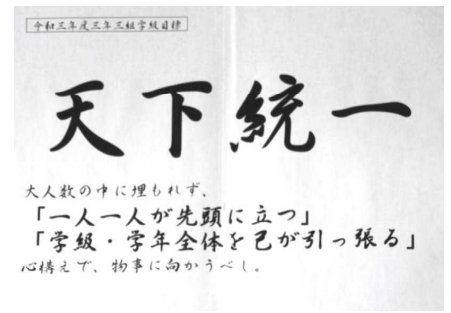 令和三年度三年三組学級目標
天下統一
大人数の中に埋もれず、
「一人一人が先頭に立つ」
「学級・学年全体を己が引っ張る」
心構えで、物事に向かうべし。